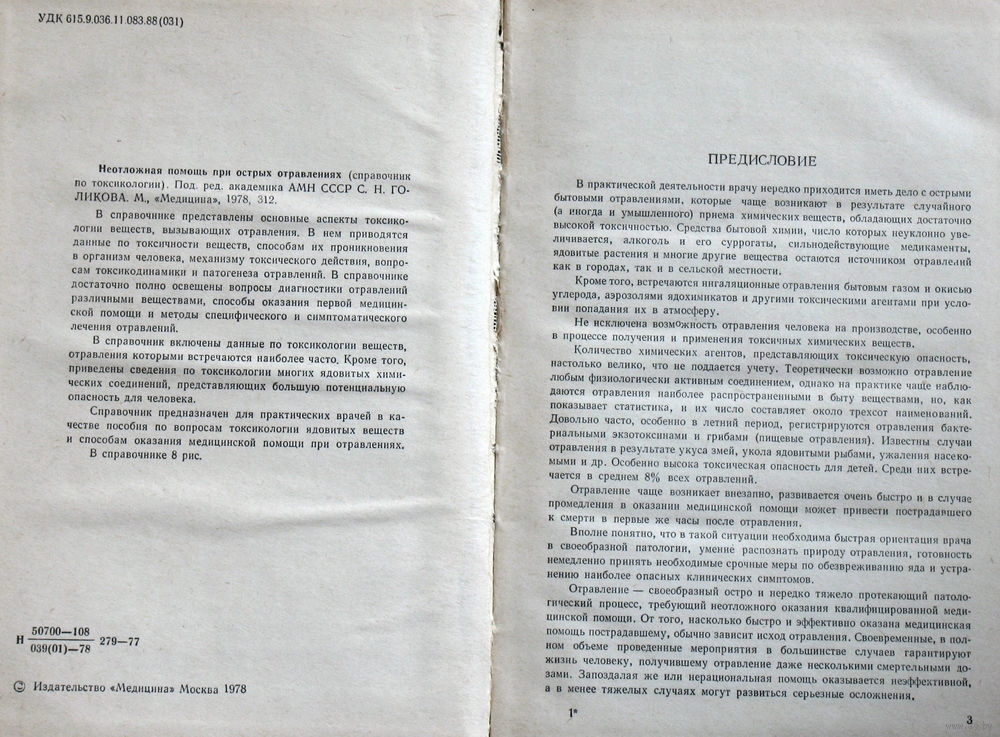 УДК 615.9.036.11.083.88(031)
Неотложная помощь при острых отравлениях (справочник
по токсикологии). Под. ред. академика АМН СССР С. Н. ГО-
ЛИКОВА. М., «Медицина», 1978, 312.
В справочнике представлены основные аспекты токсико-
логии веществ, вызывающих отравления. В нем приводятся
данные по токсичности веществ, способам их проникновения
в организм человека, механизму токсического действия, вопро-
сам токсикодинамики и патогенеза отравлений. В справочнике
достаточно полно освещены вопросы диагностики отравлений
различными веществами, способы оказания первой медицин-
ской помощи и методы специфического и симптоматического
лечения отравлений.
В справочник включены данные по токсикологии веществ,
отравления которыми встречаются наиболее часто. Кроме того,
приведены сведения по токсикологии многих ядовитых хими-
ческих соединений, представляющих большую потенциальную
опасность для человека.
Справочник предназначен для практических врачей в ка-
честве пособия по вопросам токсикологии ядовитых веществ
и способам оказания медицинской помощи при отравлениях.
В справочнике 8 рис.
Н 50700—108
039(01)—78 279—77
© Издательство «Медицина» Москва 1978
ПРЕДИСЛОВИЕ
В практической деятельности врачу нередко приходится иметь дело с острыми
бытовыми отравлениями, которые чаще возникают в результате случайного
(а иногда и умышленного) приема химических веществ, обладающих достаточно
высокой токсичностью. Средства бытовой химии, число которых неуклонно уве-
личивается, алкоголь и его суррогаты, сильнодействующие медикаменты,
ядовитые растения и многие другие вещества остаются источником отравлений
как в городах, так и в сельской местности.
Кроме того, встречаются ингаляционные отравления бытовым газом и окисью
углерода, аэрозолями ядохимикатов и другими токсическими агентами при усло-
вии попадания их в атмосферу.
Не исключена возможность отравления человека на производстве, особенно
в процессе получения и применения токсичных химических веществ.
Количество химических агентов, представляющих токсическую опасность,
настолько велико, что не поддается учету. Теоретически возможно отравление
любым физиологически активным соединением, однако на практике чаще наблю-
даются отравления наиболее распространенными в быту веществами, но, как
показывает статистика, и их число составляет около трехсот наименований.
Довольно часто, особенно в летний период, регистрируются отравления бакте-
риальными экзотоксинами и грибами (пищевые отравления). Известны случаи
отравления в результате укуса змей, укола ядовитыми рыбами, ужаления насеко-
мыми и др. Особенно высока токсическая опасность для детей. Среди них встре-
чается в среднем 8% всех отравлений.
Отравление чаще возникает внезапно, развивается очень быстро и в случае
промедления в оказании медицинской помощи может привести пострадавшего
к смерти в первые же часы после отравления.
Вполне понятно, что в такой ситуации необходима быстрая ориентация врача
в своеобразной патологии, умение распознать природу отравления, готовность
немедленно принять необходимые срочные меры по обезвреживанию яда и устра-
нению наиболее опасных клинических симптомов.
Отравление — своеобразный остро и нередко тяжело протекающий патоло-
гический процесс, требующий неотложного оказания квалифицированной меди-
цинской помощи. От того, насколько быстро и эффективно оказана медицинская
помощь пострадавшему, обычно зависит исход отравления. Своевременные, в пол-
ном объеме проведенные мероприятия в большинстве случаев гарантируют
жизнь человеку, получившему отравление даже несколькими смертельными до-
зами. Запоздалая же или нерациональная помощь оказывается неэффективной,
а в менее тяжелых случаях могут развиться серьезные осложнения.
1*
3